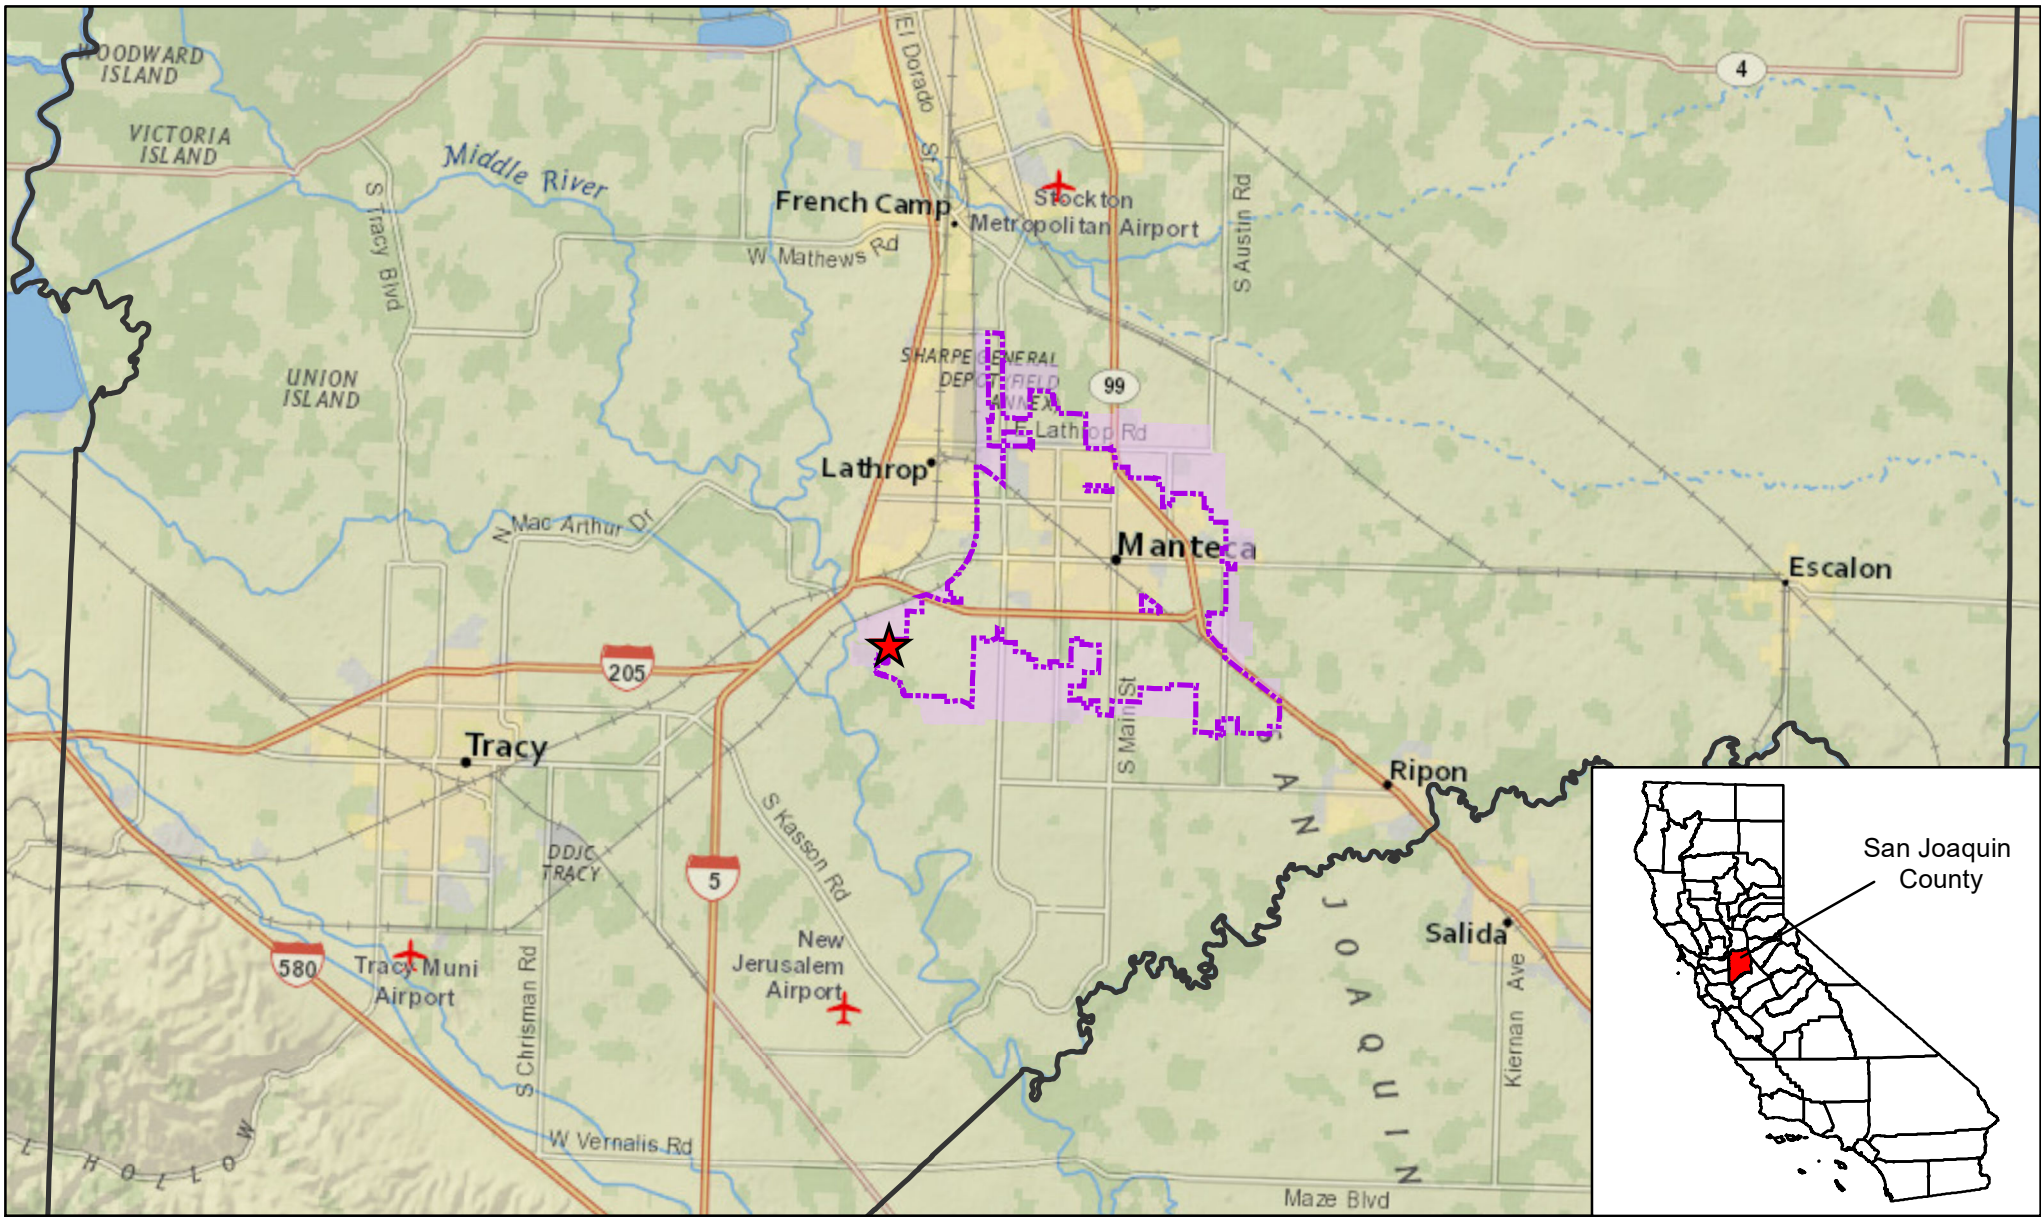 WOODWARD
ISLAND
El Dorado
St
4
VICTORIA
ISLAND
Middle River
S Tracy Blvd
French Camp
Stockton
Metropolitan Airport
S Austin Rd
W Mathews Rd
SHARPE GENERAL
DEPOT (FIELD
ANNEX)
99
UNION
ISLAND
E Lathrop Rd
Lathrop
N Mac Arthur Dr
Manteca
Escalon
205
Tracy
S Main St
Ripon
S Kasson Rd
DDJC
TRACY
5
SAN JOAQUIN
Salida
New
Jerusalem
Airport
580
Tracy Muni
Airport
S Chrisman Rd
Kiernan Ave
W Vernalis Rd
Maze Blvd
San Joaquin
County